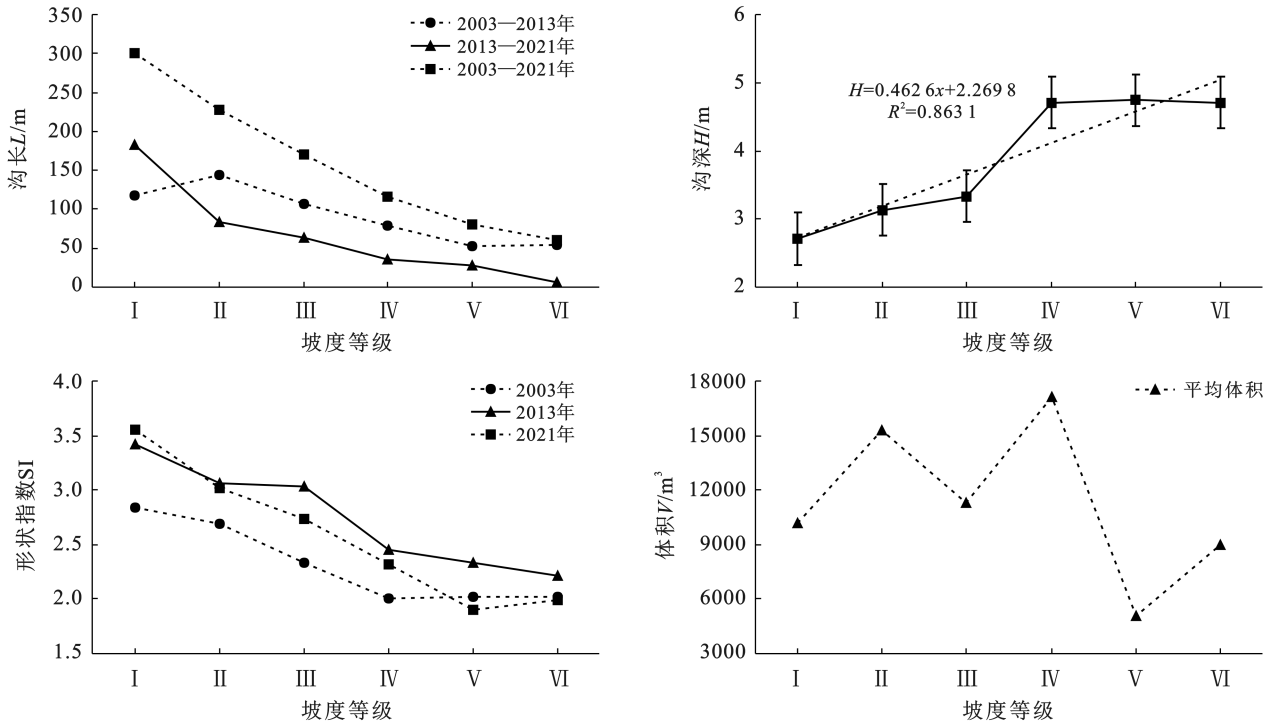 350
300
250
200
150
100
50
0
沟长L/m
2003—2013年
2013—2021年
2003—2021年
I II III IV V VI
坡度等级
6
5
4
3
2
沟深H/m
H=0.462 6x+2.269 8
R²=0.863 1
I II III IV V VI
坡度等级
4.0
3.5
3.0
2.5
2.0
1.5
形状指数SI
2003年
2013年
2021年
I II III IV V VI
坡度等级
18000
15000
12000
9000
6000
3000
体积V/m³
平均体积
I II III IV V VI
坡度等级